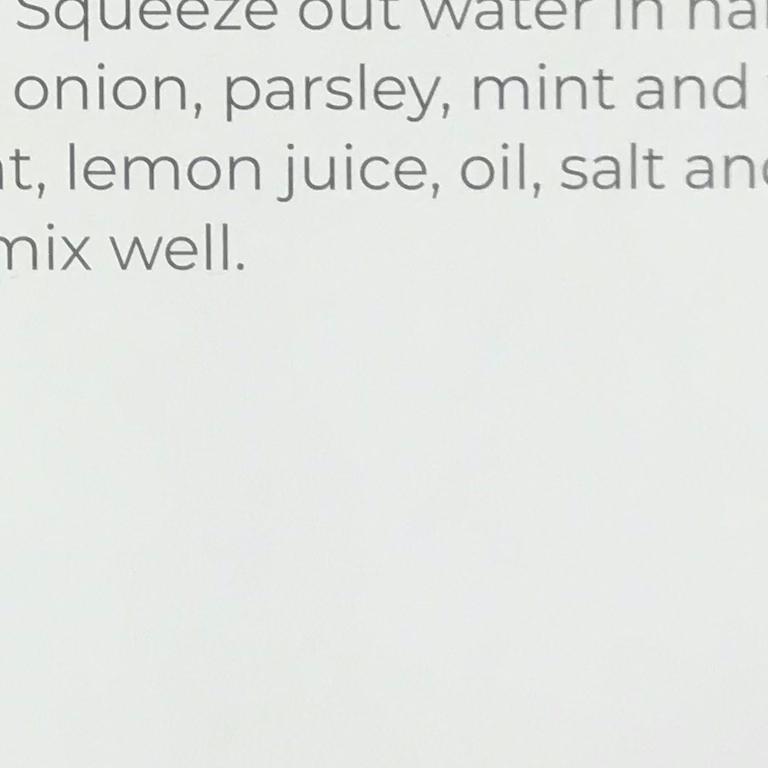 Squeeze out water in
onion, parsley, mint and
lemon juice, oil, salt
mix well.